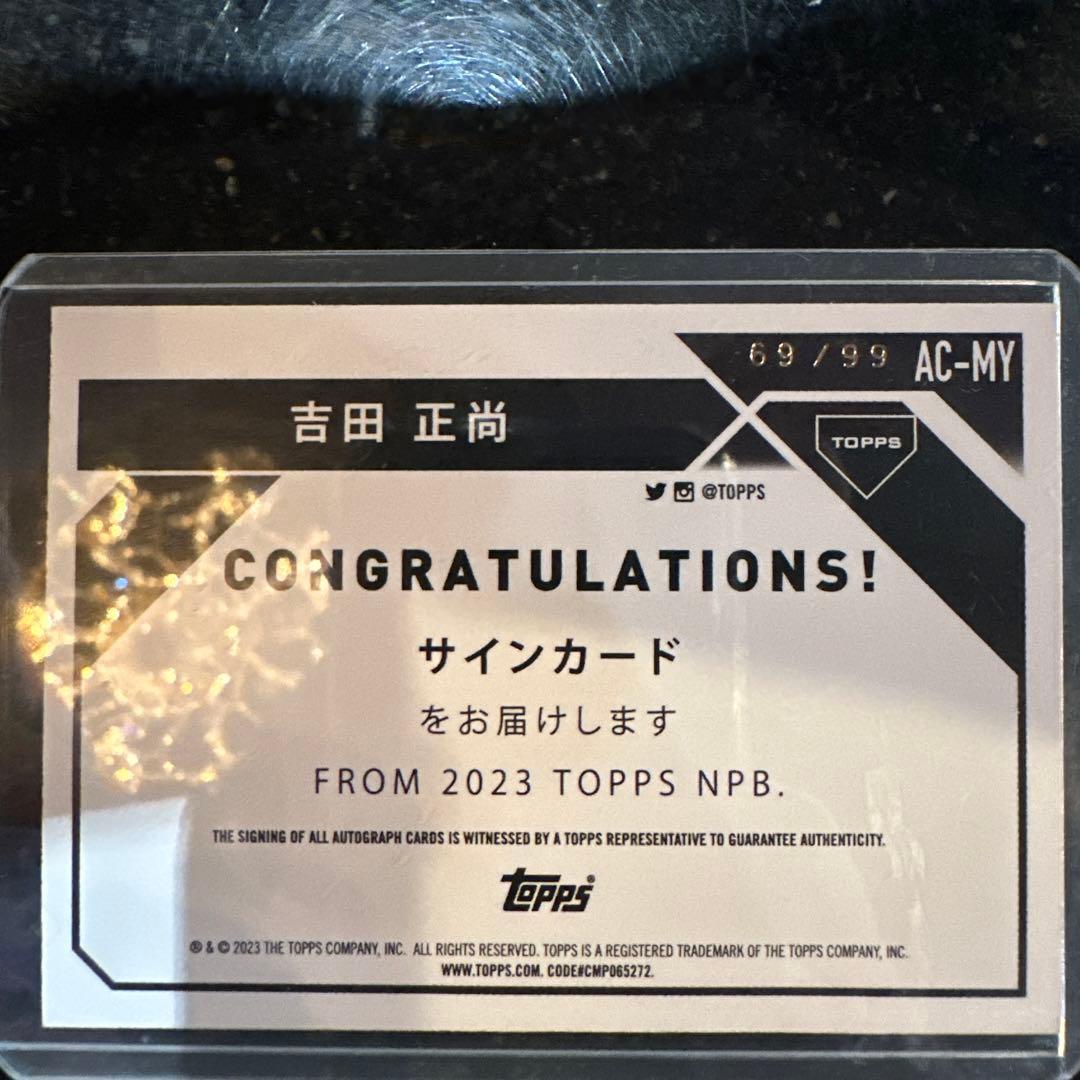 69/99 AC-MY
吉田 正尚
TOPPS
@TOPPS
CONGRATULATIONS!
サインカード
をお届けします
FROM 2023 TOPPS NPB.
THE SIGNING OF ALL AUTOGRAPH CARDS IS WITNESSED BY A TOPPS REPRESENTATIVE TO GUARANTEE AUTHENTICITY.
topps®
® & © 2023 THE TOPPS COMPANY, INC. ALL RIGHTS RESERVED. TOPPS IS A REGISTERED TRADEMARK OF THE TOPPS COMPANY, INC.
WWW.TOPPS.COM. CODE#CMP065272.